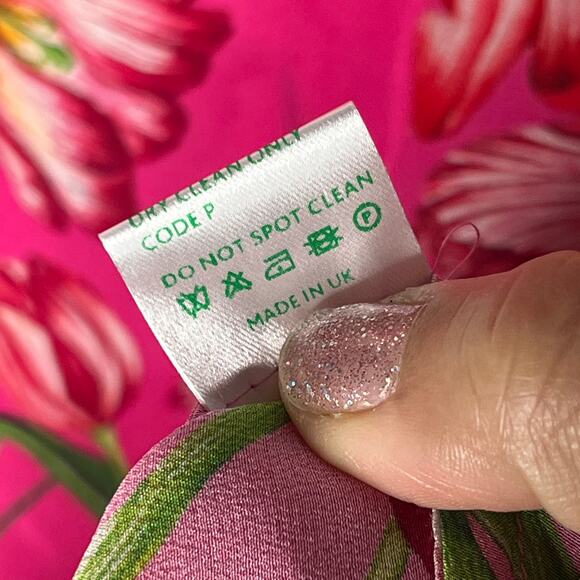 DRY CLEAN ONLY
CODE P
DO NOT SPOT CLEAN
P
MADE IN UK